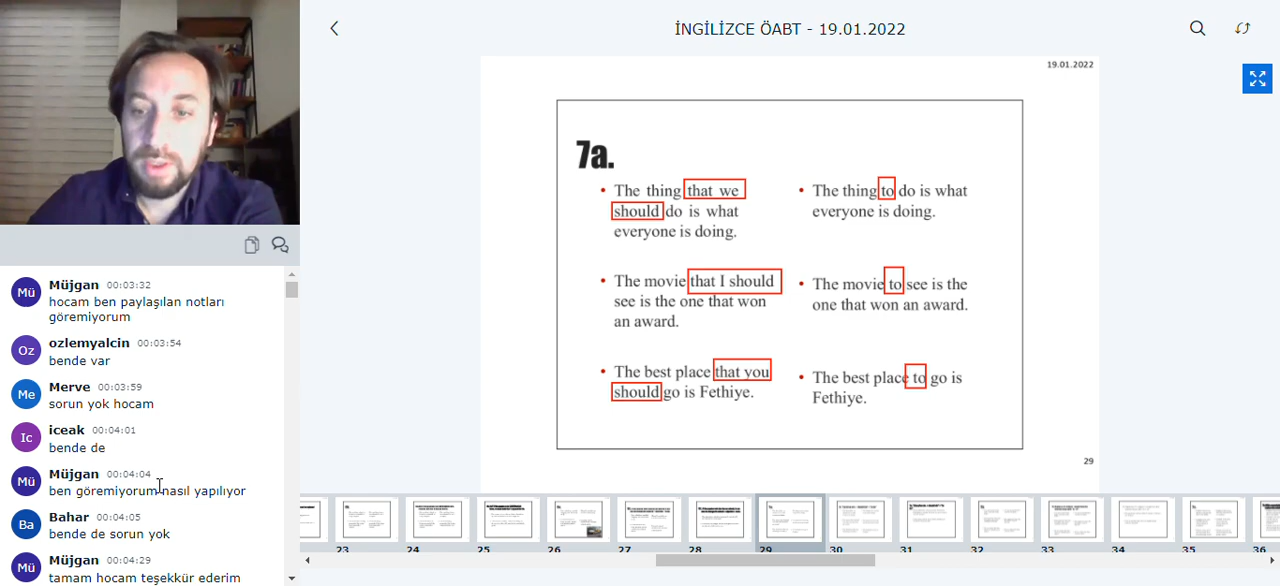 İNGİLİZCE ÖABT - 19.01.2022
19.01.2022
7a.
• The thing that we
should do is what
everyone is doing.
• The movie that I should
see is the one that won
an award.
• The best place that you
should go is Fethiye.
• The thing to do is what
everyone is doing.
• The movie to see is the
one that won an award.
• The best place to go is
Fethiye.
29
Mü Müjgan 00:03:32
hocam ben paylaşılan notları
göremiyorum
Oz ozlemyalcin 00:03:54
bende var
Me Merve 00:03:59
sorun yok hocam
Ic iceak 00:04:01
bende de
Mü Müjgan 00:04:04
ben göremiyorum nasıl yapılıyor
Ba Bahar 00:04:05
bende de sorun yok
Mü Müjgan 00:04:29
tamam hocam teşekkür ederim
23 24 25 26 27 28 29 30 31 32 33 34 35 36